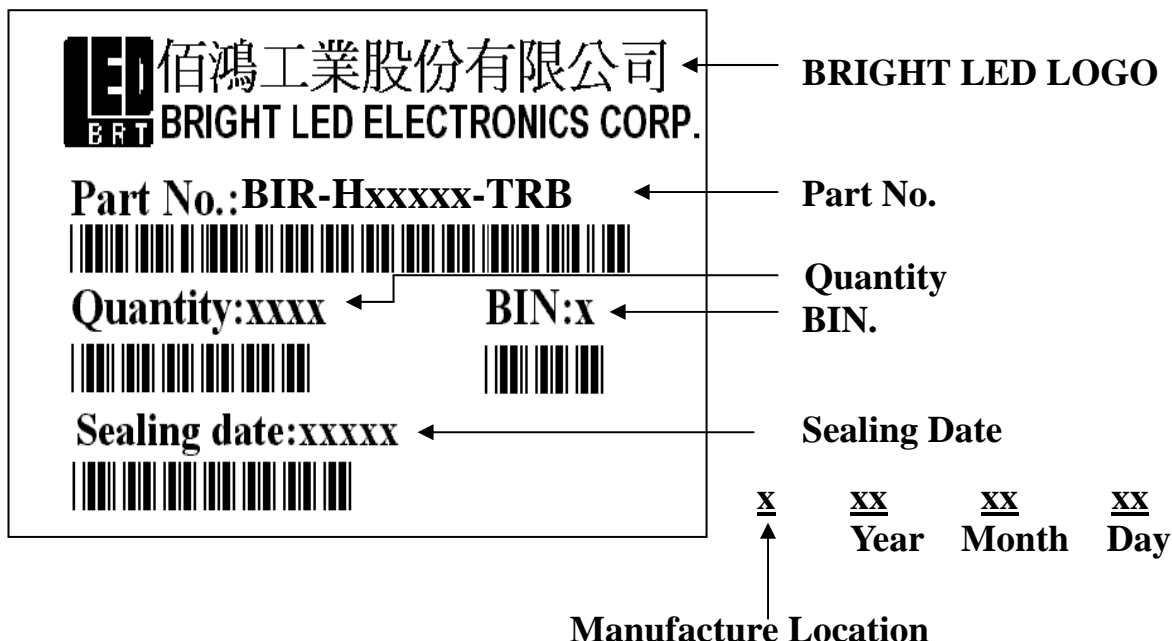 LED 佰鴻工業股份有限公司 BRIGHT LED LOGO
BRT BRIGHT LED ELECTRONICS CORP.
Part No.:BIR-Hxxxxx-TRB Part No.
Quantity
Quantity:xxxx BIN:x BIN.
Sealing date:xxxxx Sealing Date
x xx xx xx
Year Month Day
Manufacture Location